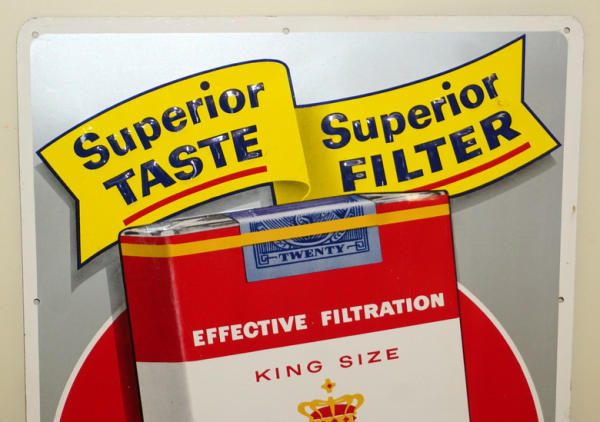 Superior
TASTE
Superior
FILTER
TWENTY
EFFECTIVE FILTRATION
KING SIZE